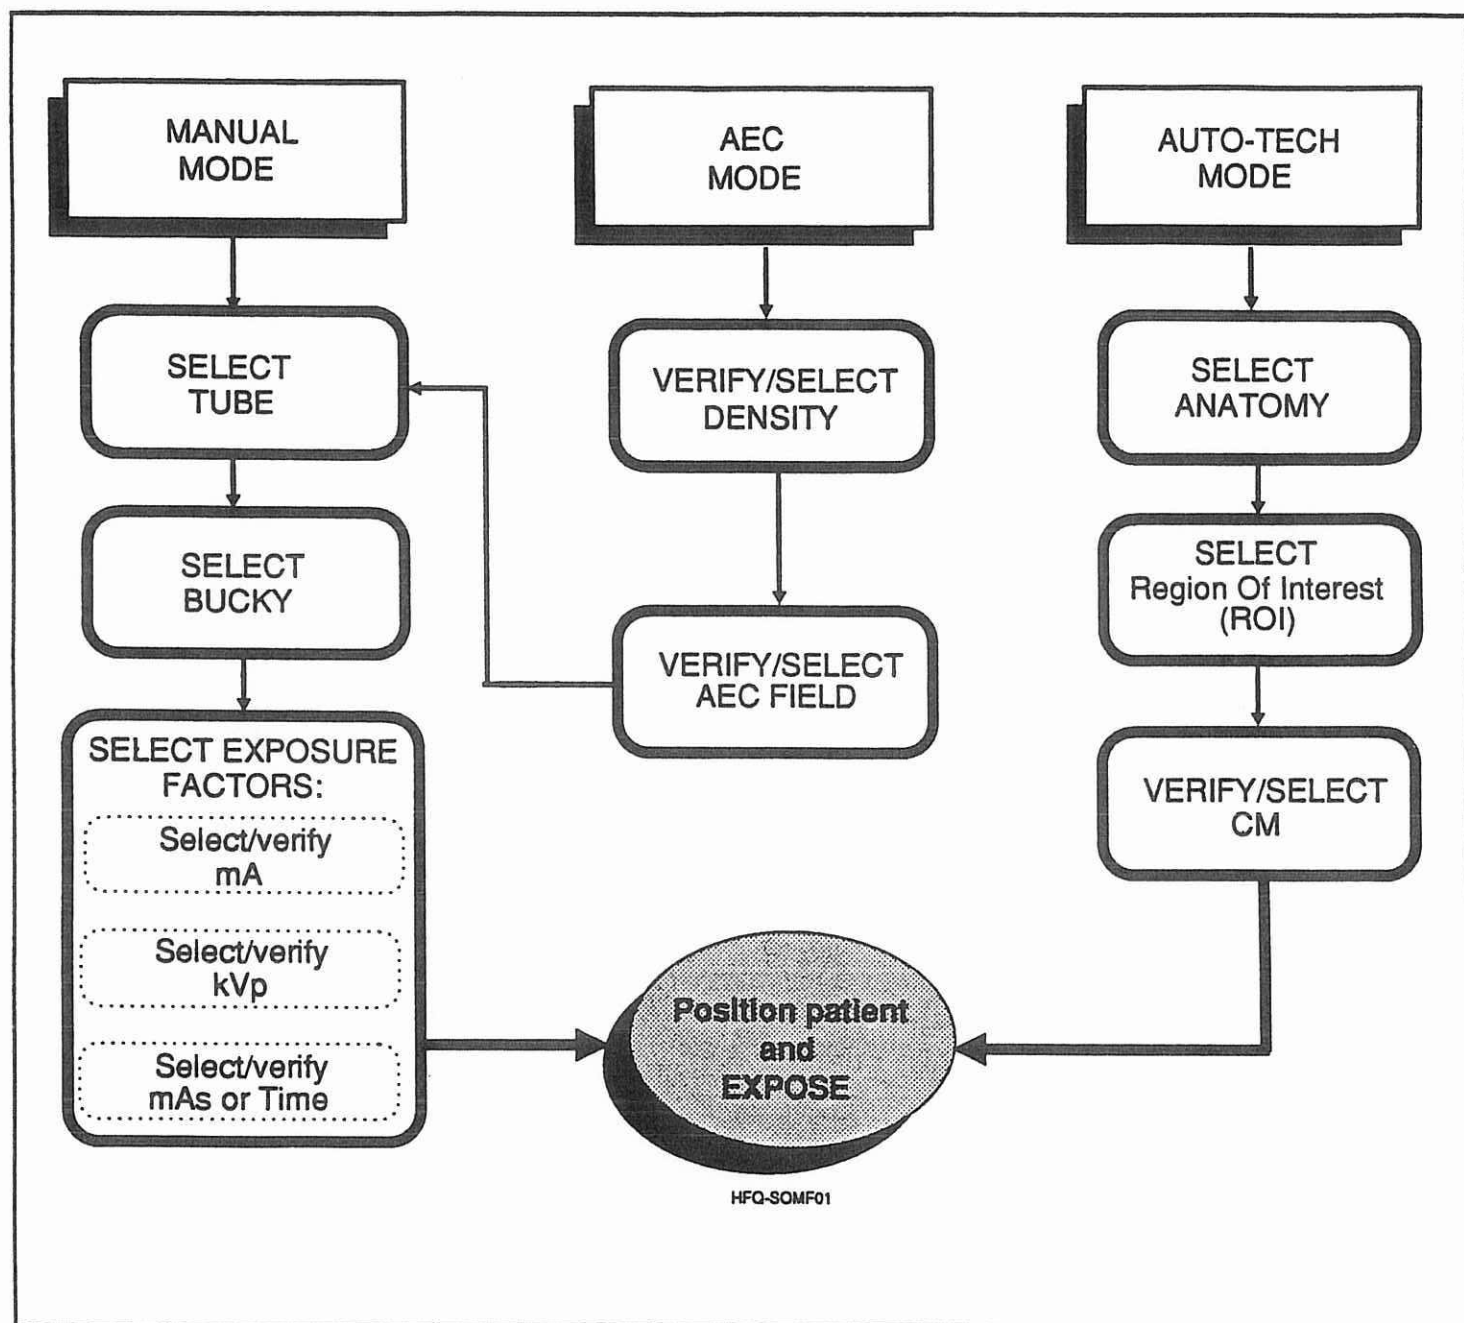 MANUAL
MODE
AEC
MODE
AUTO-TECH
MODE
SELECT
TUBE
VERIFY/SELECT
DENSITY
SELECT
ANATOMY
SELECT
BUCKY
SELECT
Region Of Interest
(ROI)
VERIFY/SELECT
AEC FIELD
SELECT EXPOSURE
FACTORS:
Select/verify
mA
Select/verify
kVp
Select/verify
mAs or Time
VERIFY/SELECT
CM
Position patient
and
EXPOSE
HFQ-SOMF01